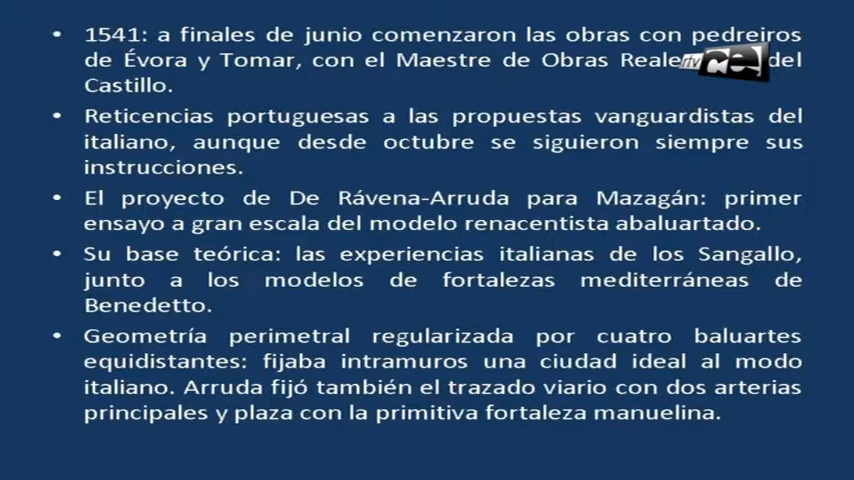 • 1541: a finales de junio comenzaron las obras con pedreiros
de Évora y Tomar, con el Maestre de Obras Reale del
Castillo.
• Reticencias portuguesas a las propuestas vanguardistas del
italiano, aunque desde octubre se siguieron siempre sus
instrucciones.
• El proyecto de De Rávena-Arruda para Mazagán: primer
ensayo a gran escala del modelo renacentista abaluartado.
• Su base teórica: las experiencias italianas de los Sangallo,
junto a los modelos de fortalezas mediterráneas de
Benedetto.
• Geometría perimetral regularizada por cuatro baluartes
equidistantes: fijaba intramuros una ciudad ideal al modo
italiano. Arruda fijó también el trazado viario con dos arterias
principales y plaza con la primitiva fortaleza manuelina.